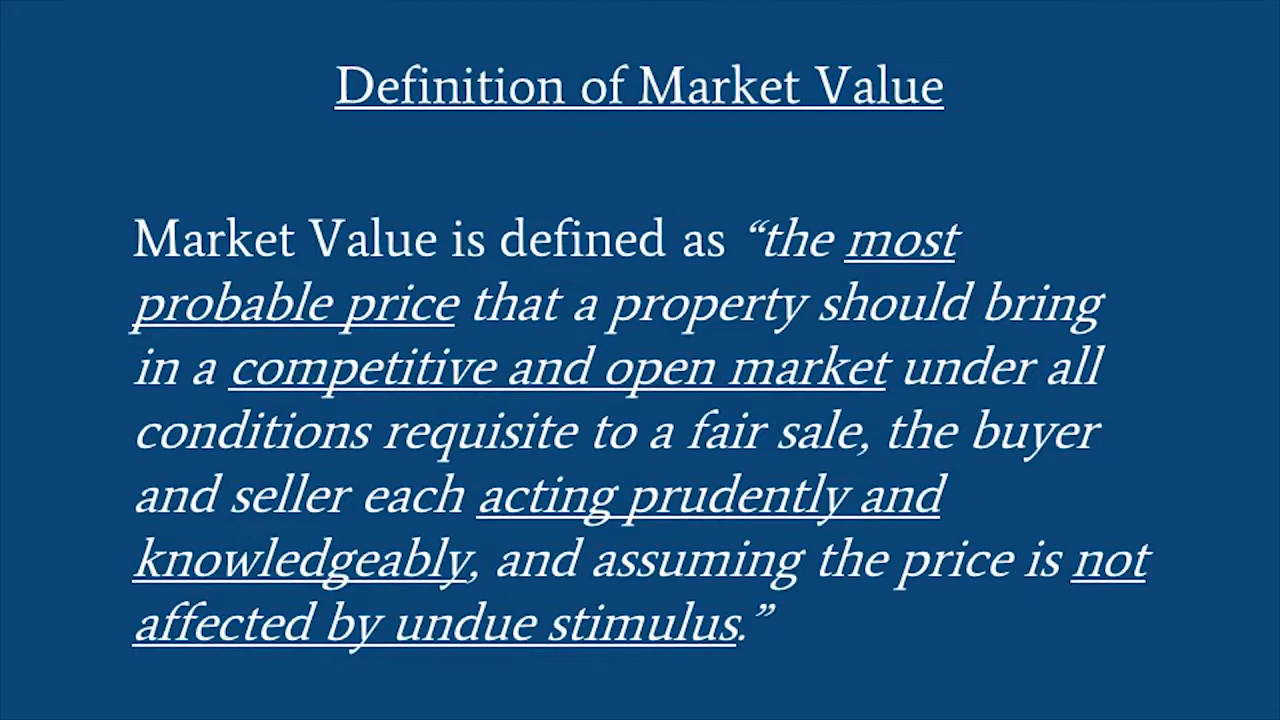 Definition of Market Value
Market Value is defined as “the most
probable price that a property should bring
in a competitive and open market under all
conditions requisite to a fair sale, the buyer
and seller each acting prudently and
knowledgeably, and assuming the price is not
affected by undue stimulus.”